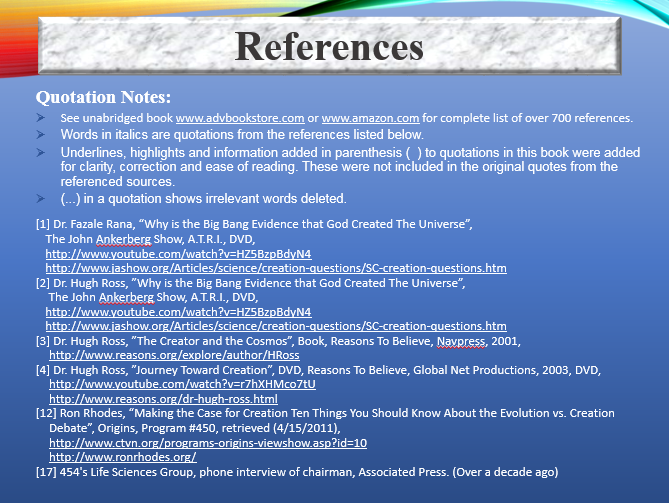 References
Quotation Notes:
➤ See unabridged book www.advbookstore.com or www.amazon.com for complete list of over 700 references.
➤ Words in italics are quotations from the references listed below.
➤ Underlines, highlights and information added in parenthesis ( ) to quotations in this book were added
for clarity, correction and ease of reading. These were not included in the original quotes from the
referenced sources.
➤ (...) in a quotation shows irrelevant words deleted.
[1] Dr. Fazale Rana, “Why is the Big Bang Evidence that God Created The Universe”,
The John Ankerberg Show, A.T.R.I., DVD,
http://www.youtube.com/watch?v=HZ5BzpBdyN4
http://www.jashow.org/Articles/science/creation-questions/SC-creation-questions.htm
[2] Dr. Hugh Ross, ”Why is the Big Bang Evidence that God Created The Universe”,
The John Ankerberg Show, A.T.R.I., DVD,
http://www.youtube.com/watch?v=HZ5BzpBdyN4
http://www.jashow.org/Articles/science/creation-questions/SC-creation-questions.htm
[3] Dr. Hugh Ross, ”The Creator and the Cosmos”, Book, Reasons To Believe, Navpress, 2001,
http://www.reasons.org/explore/author/HRoss
[4] Dr. Hugh Ross, ”Journey Toward Creation”, DVD, Reasons To Believe, Global Net Productions, 2003, DVD,
http://www.youtube.com/watch?v=r7hXHMco7tU
http://www.reasons.org/dr-hugh-ross.html
[12] Ron Rhodes, “Making the Case for Creation Ten Things You Should Know About the Evolution vs. Creation
Debate”, Origins, Program #450, retrieved (4/15/2011),
http://www.ctvn.org/programs-origins-viewshow.asp?id=10
http://www.ronrhodes.org/
[17] 454's Life Sciences Group, phone interview of chairman, Associated Press. (Over a decade ago)